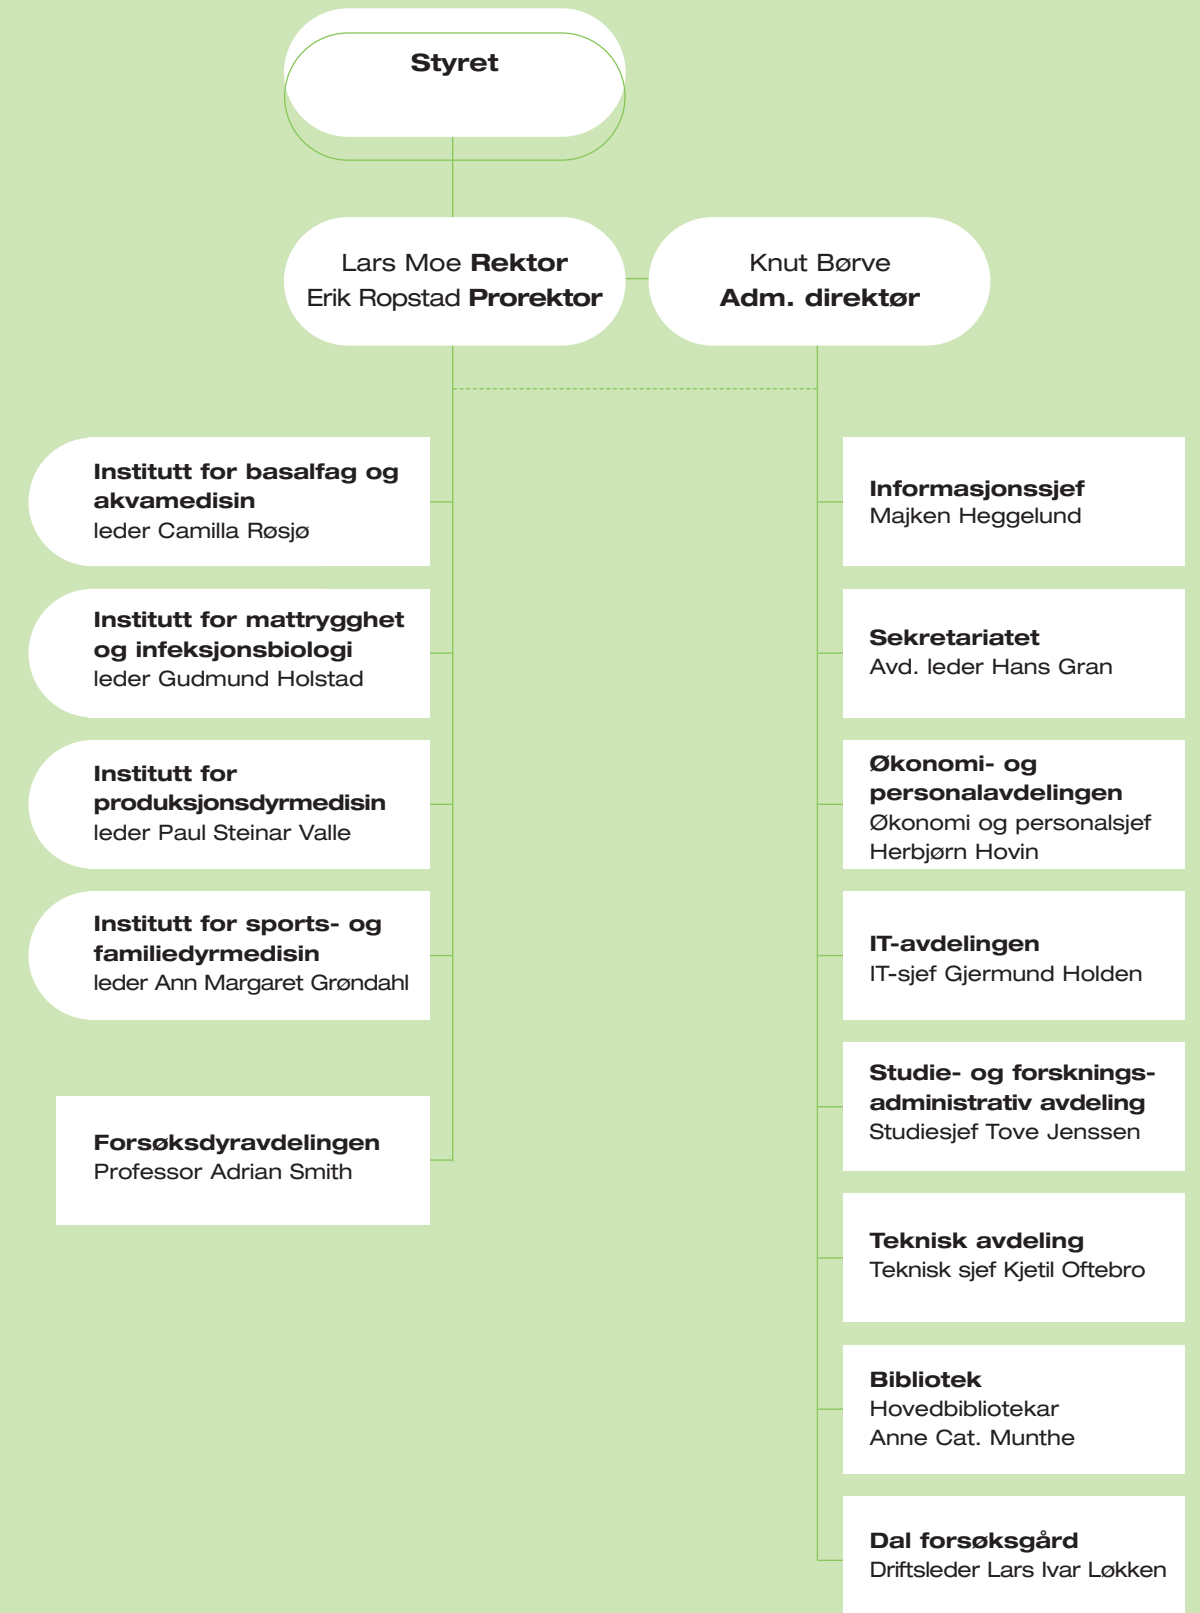 Styret
Lars Moe Rektor
Erik Ropstad Prorektor
Knut Børve
Adm. direktør
Institutt for basalfag og
akvamedisin
leder Camilla Røsjø
Institutt for mattrygghet
og infeksjonsbiologi
leder Gudmund Holstad
Institutt for
produksjonsdyrmedisin
leder Paul Steinar Valle
Institutt for sports- og
familiedyrmedisin
leder Ann Margaret Grøndahl
Forsøksdyravdelingen
Professor Adrian Smith
Informasjonssjef
Majken Heggelund
Sekretariatet
Avd. leder Hans Gran
Økonomi- og
personalavdelingen
Økonomi og personalsjef
Herbjørn Hovin
IT-avdelingen
IT-sjef Gjermund Holden
Studie- og forsknings-
administrativ avdeling
Studiesjef Tove Jenssen
Teknisk avdeling
Teknisk sjef Kjetil Oftebro
Bibliotek
Hovedbibliotekar
Anne Cat. Munthe
Dal forsøksgård
Driftsleder Lars Ivar Løkken